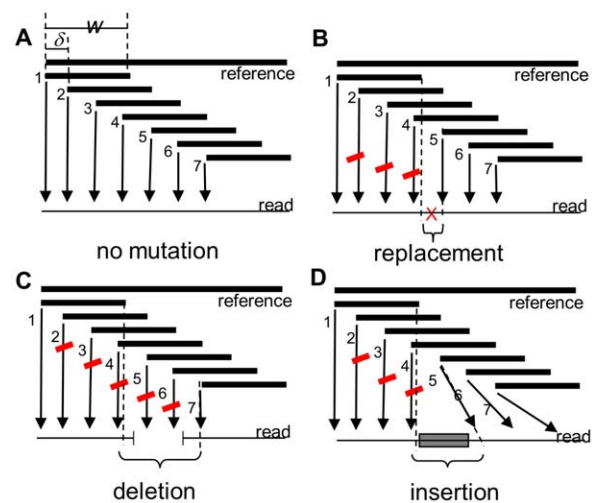 A
W
δ
reference
1
2
3
4
5
6
7
read
no mutation
B
reference
1
2
3
4
5
6
7
read
X
replacement
C
reference
1
2
3
4
5
6
7
read
deletion
D
reference
1
2
3
4
5
6
7
read
insertion